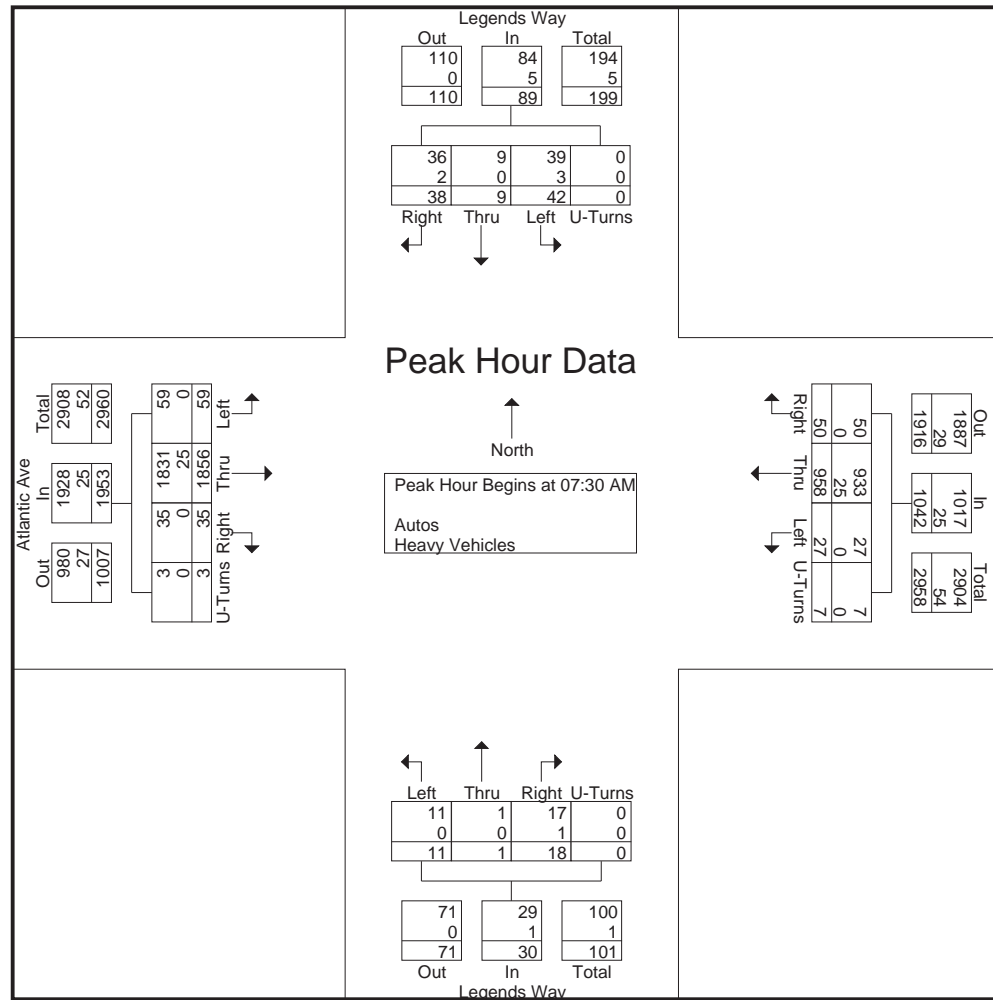 Legends Way
Out In Total
110 84 194
0 5 5
110 89 199
36 9 39 0
2 0 3 0
38 9 42 0
Right Thru Left U-Turns
Peak Hour Data
North
Peak Hour Begins at 07:30 AM
Autos
Heavy Vehicles
Atlantic Ave
Out In Total
980 1928 2908
27 25 52
1007 1953 2960
3 35 1831 59
0 0 25 0
3 35 1856 59
U-Turns Right Thru Left
Out In Total
1887 1017 2904
29 25 54
1916 1042 2958
50 933 27 7
0 25 0 0
50 958 27 7
Right Thru Left U-Turns
Left Thru Right U-Turns
11 1 17 0
0 0 1 0
11 1 18 0
71 29 100
0 1 1
71 30 101
Out In Total
Legends Way